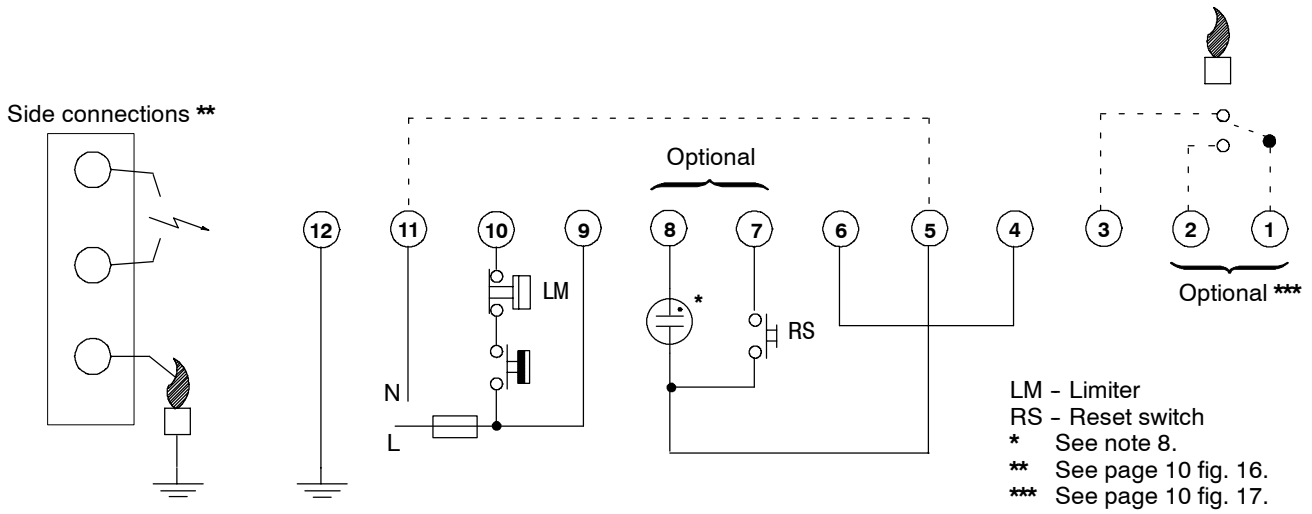 Side connections **
Optional
12
11
10
9
8
7
6
5
4
3
2
1
Optional ***
*
LM
RS
N
L
LM - Limiter
RS - Reset switch
* See note 8.
** See page 10 fig. 16.
*** See page 10 fig. 17.